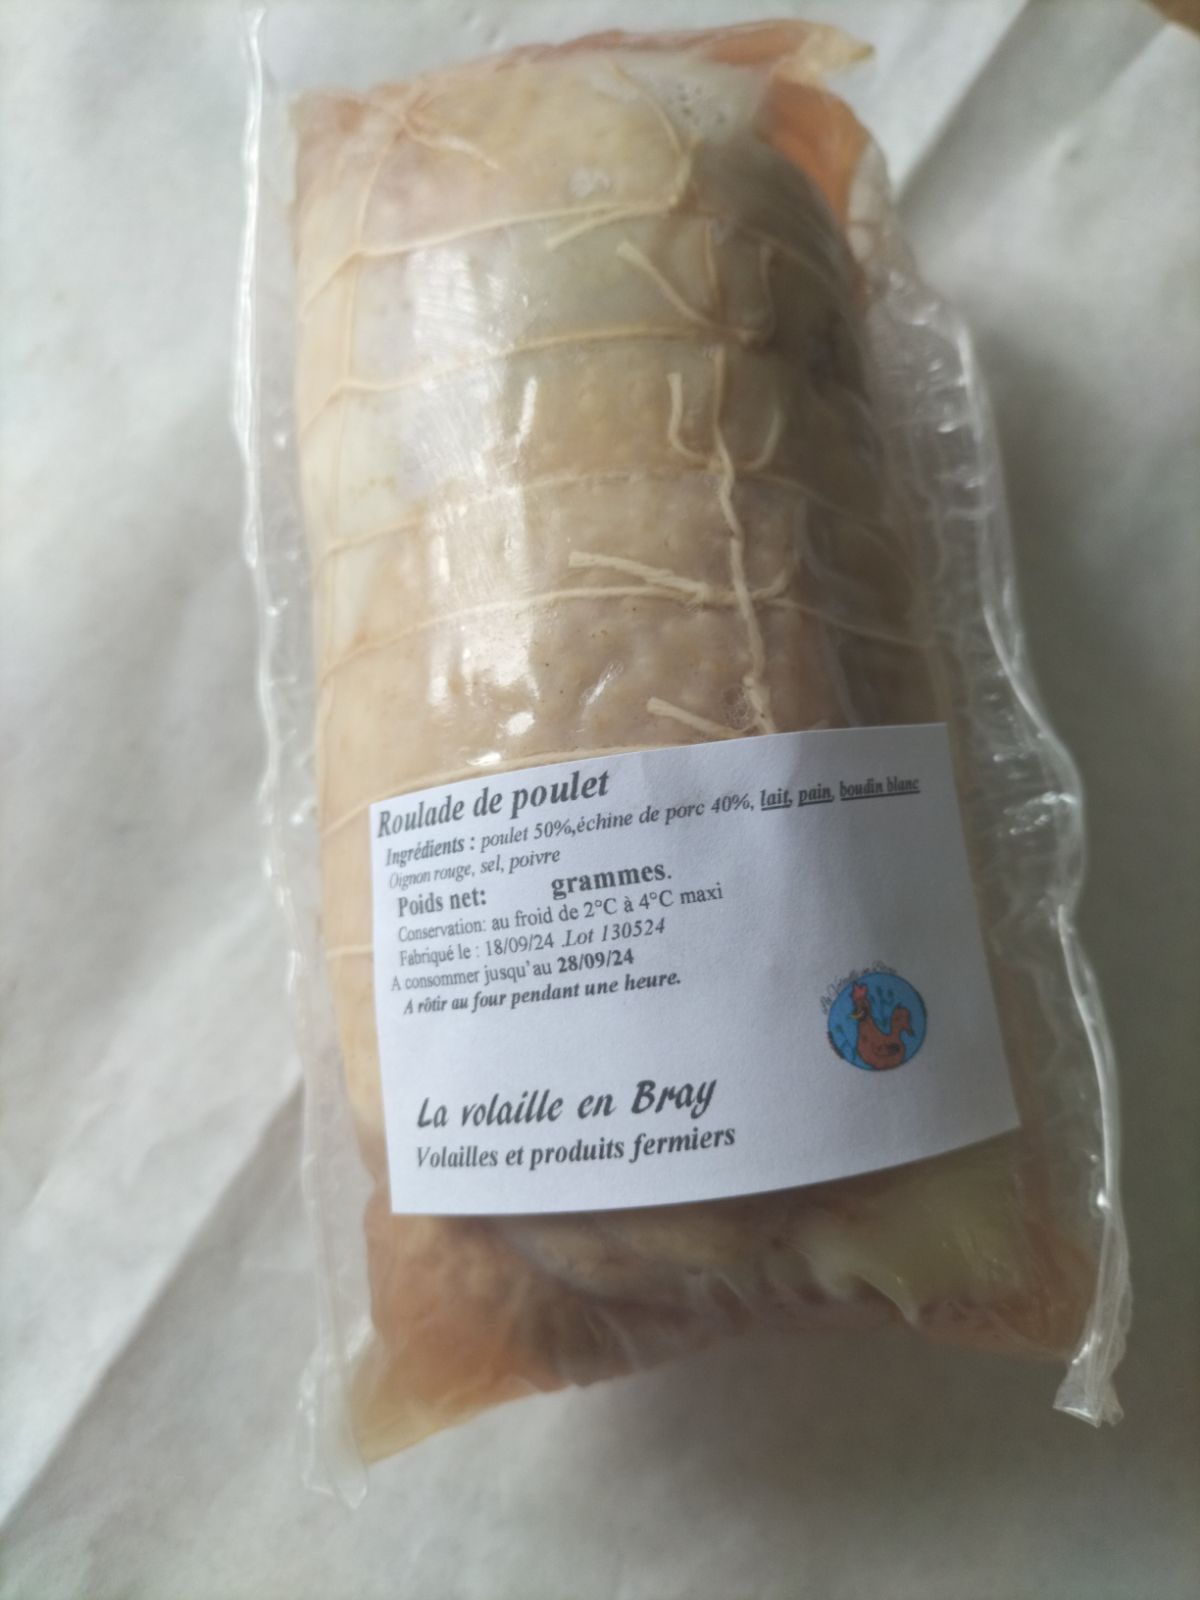 Roulade de poulet
Ingrédients : poulet 50%,échine de porc 40%, lait, pain, boudin blanc
Oignon rouge, sel, poivre
Poids net: grammes.
Conservation: au froid de 2°C à 4°C maxi
Fabriqué le : 18/09/24 .Lot 130524
A consommer jusqu'au 28/09/24
A rôtir au four pendant une heure.
La volaille en Bray
Volailles et produits fermiers